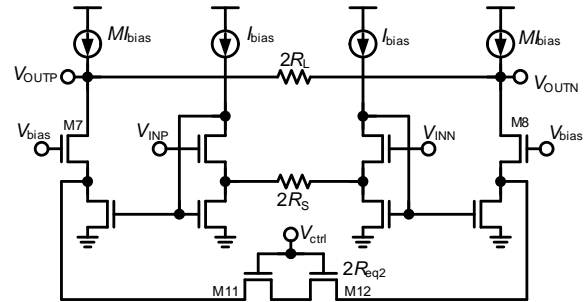 MIbias Ibias Ibias MIbias
VOUTP 2RL VOUTN
M7 M8
Vbias VINP VINN Vbias
2RS
Vctrl
2Req2
M11 M12